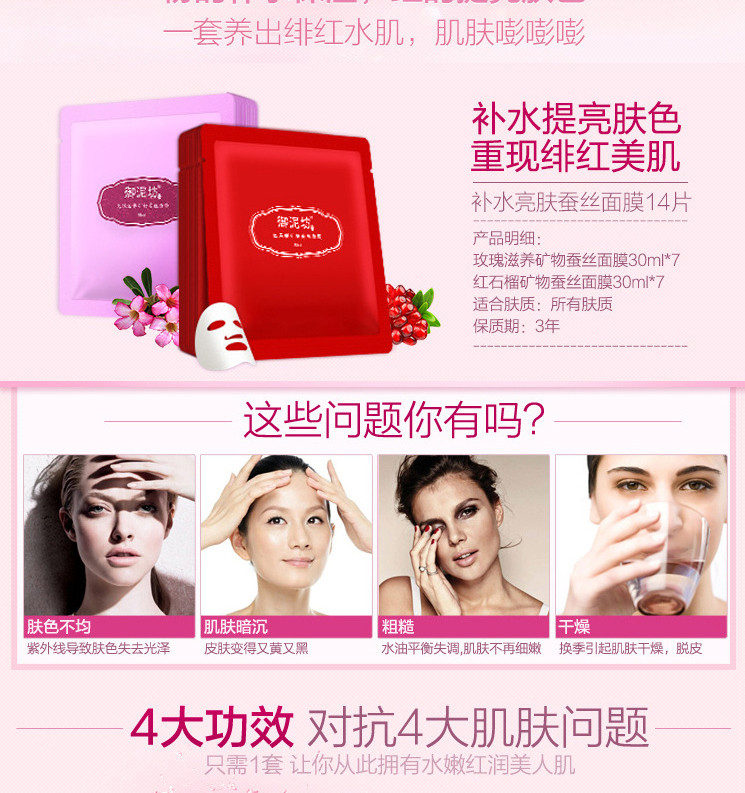 一套养出绯红水肌，肌肤嘭嘭嘭
御泥坊
御泥坊
补水提亮肤色
重现绯红美肌
补水亮肤蚕丝面膜14片
产品明细：
玫瑰滋养矿物蚕丝面膜30ml*7
红石榴矿物蚕丝面膜30ml*7
适合肤质：所有肤质
保质期：3年
这些问题你有吗？
肤色不均
紫外线导致肤色失去光泽
肌肤暗沉
皮肤变得又黄又黑
粗糙
水油平衡失调,肌肤不再细嫩
干燥
换季引起肌肤干燥，脱皮
4大功效 对抗4大肌肤问题
只需1套 让你从此拥有水嫩红润美人肌